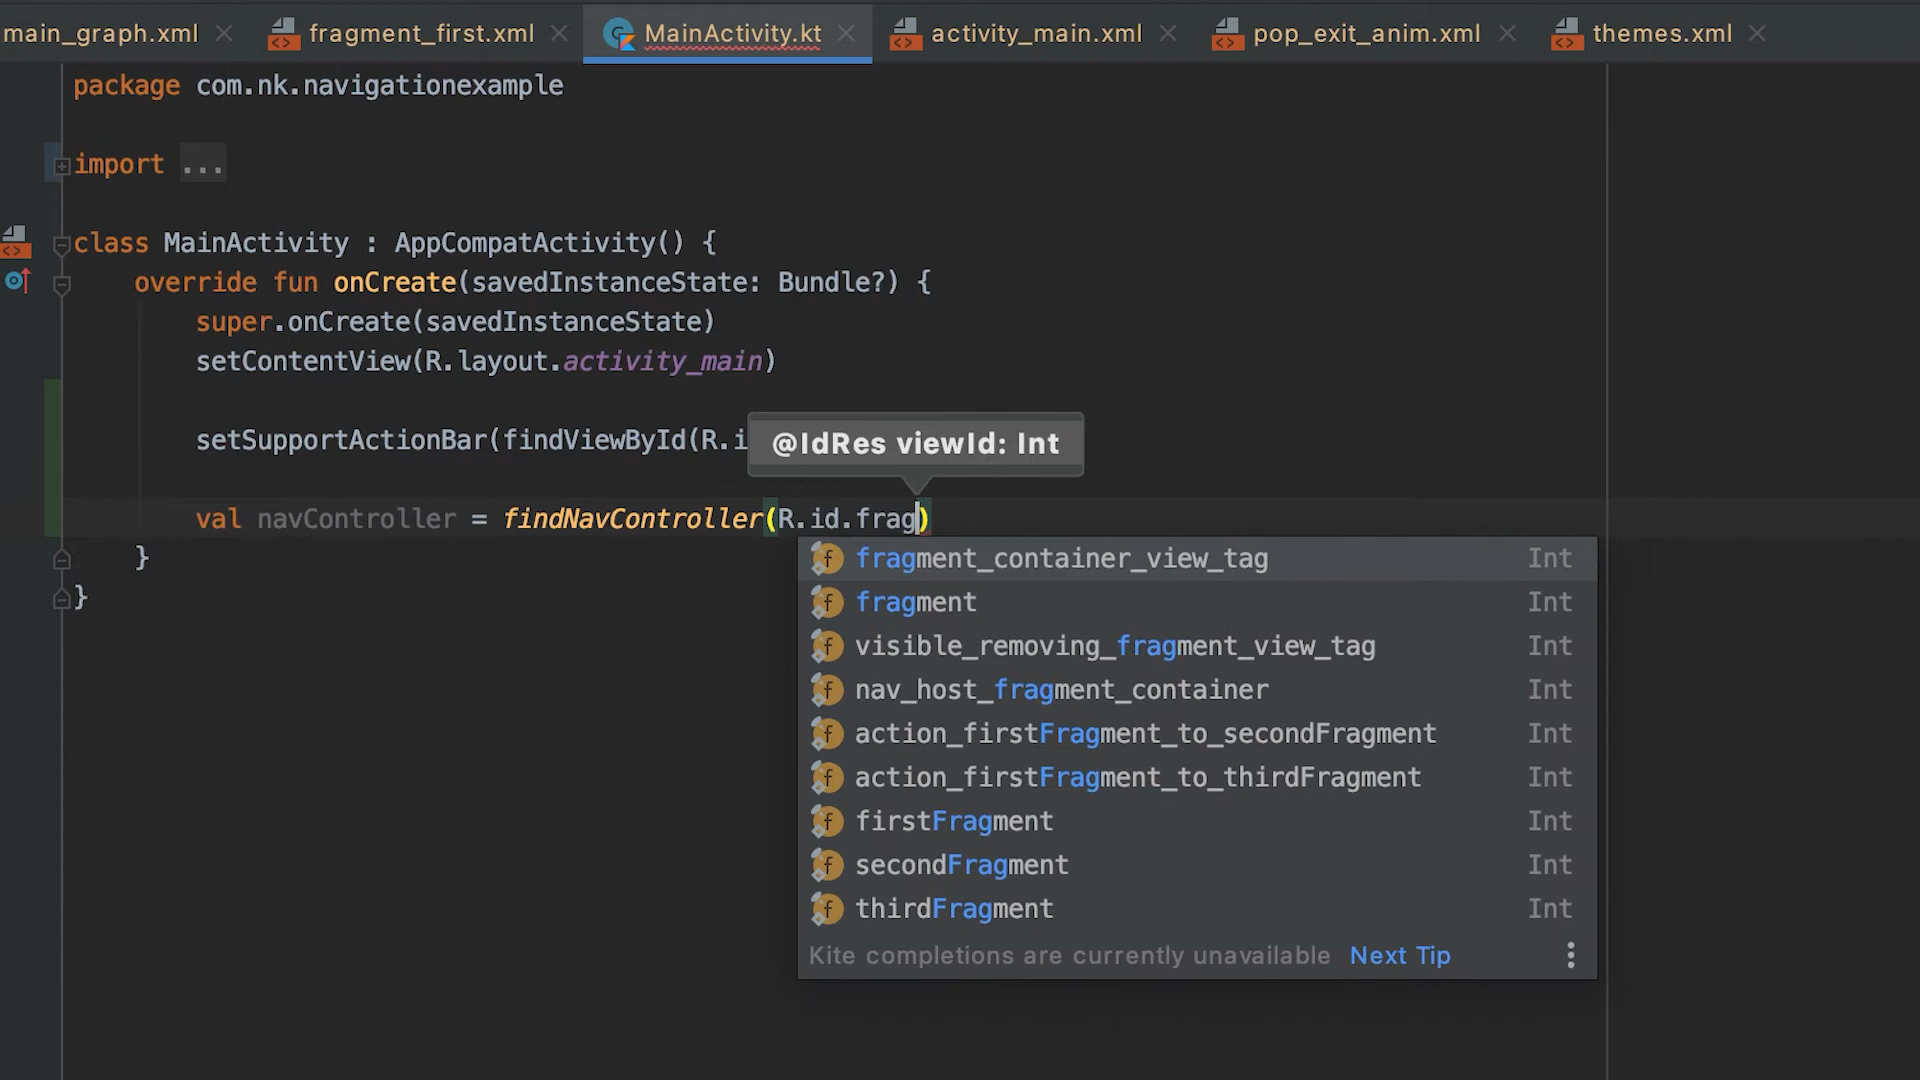 main_graph.xml fragment_first.xml MainActivity.kt activity_main.xml pop_exit_anim.xml themes.xml
package com.nk.navigationexample
import ...
class MainActivity : AppCompatActivity() {
override fun onCreate(savedInstanceState: Bundle?) {
super.onCreate(savedInstanceState)
setContentView(R.layout.activity_main)
setSupportActionBar(findViewById(R.i
@IdRes viewId: Int
val navController = findNavController(R.id.frag)
}
}
fragment_container_view_tag Int
fragment Int
visible_removing_fragment_view_tag Int
nav_host_fragment_container Int
action_firstFragment_to_secondFragment Int
action_firstFragment_to_thirdFragment Int
firstFragment Int
secondFragment Int
thirdFragment Int
Kite completions are currently unavailable Next Tip